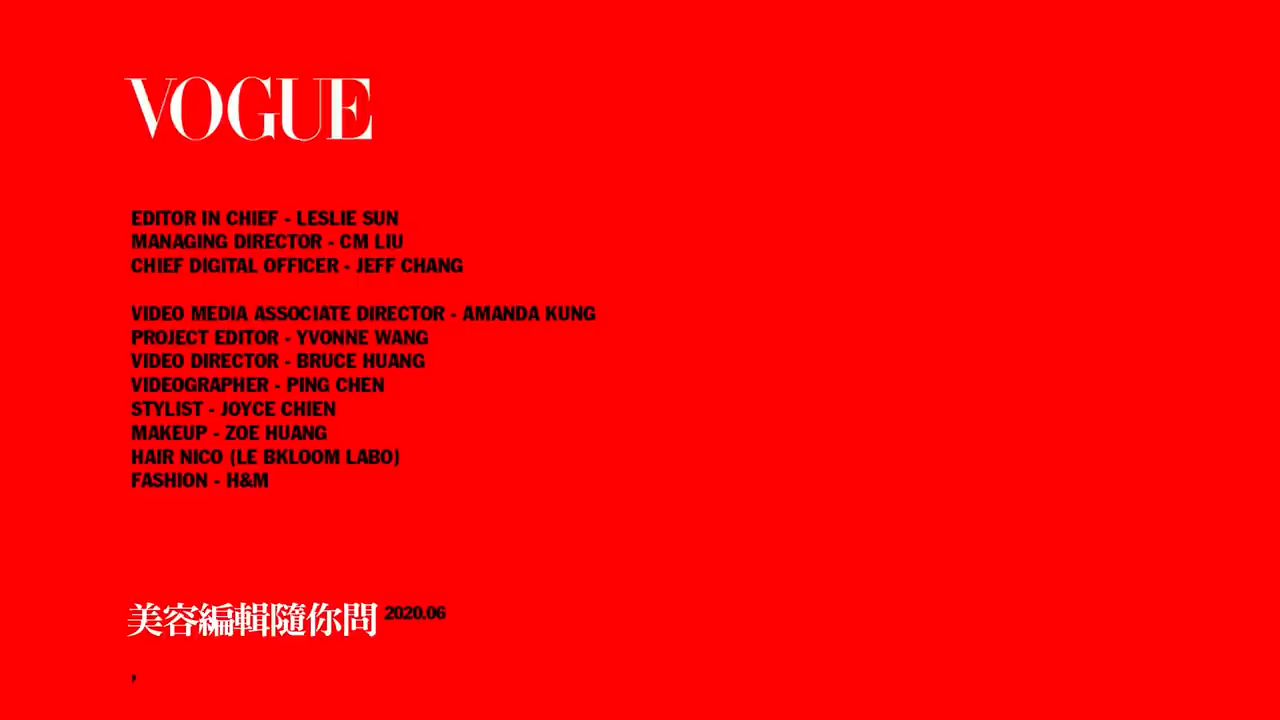 VOGUE
EDITOR IN CHIEF - LESLIE SUN
MANAGING DIRECTOR - CM LIU
CHIEF DIGITAL OFFICER - JEFF CHANG
VIDEO MEDIA ASSOCIATE DIRECTOR - AMANDA KUNG
PROJECT EDITOR - YVONNE WANG
VIDEO DIRECTOR - BRUCE HUANG
VIDEOGRAPHER - PING CHEN
STYLIST - JOYCE CHIEN
MAKEUP - ZOE HUANG
HAIR NICO (LE BKLOOM LABO)
FASHION - H&M
美容編輯隨你問 2020.06
,